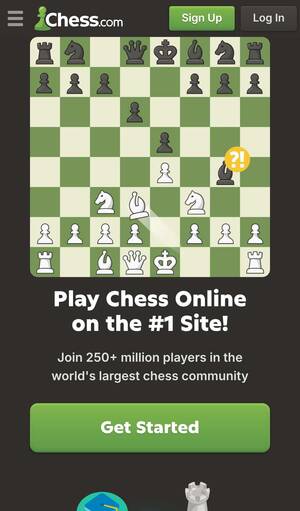 Chess.com
Sign Up
Log In
?!
Play Chess Online
on the #1 Site!
Join 250+ million players in the
world's largest chess community
Get Started